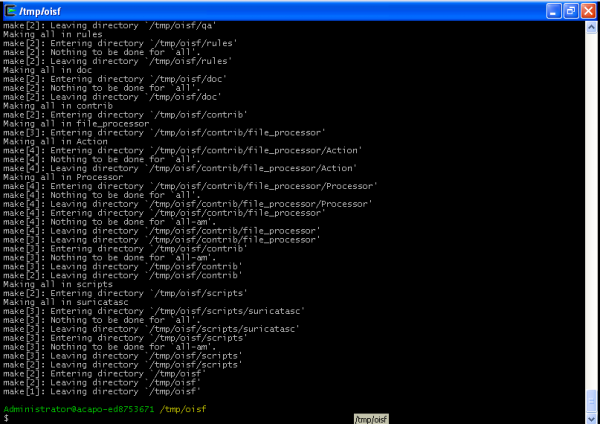 /tmp/oisf
make[2]: Leaving directory `/tmp/oisf/qa'
Making all in rules
make[2]: Entering directory `/tmp/oisf/rules'
make[2]: Nothing to be done for `all'.
make[2]: Leaving directory `/tmp/oisf/rules'
Making all in doc
make[2]: Entering directory `/tmp/oisf/doc'
make[2]: Nothing to be done for `all'.
make[2]: Leaving directory `/tmp/oisf/doc'
Making all in contrib
make[2]: Entering directory `/tmp/oisf/contrib'
Making all in file_processor
make[3]: Entering directory `/tmp/oisf/contrib/file_processor'
Making all in Action
make[4]: Entering directory `/tmp/oisf/contrib/file_processor/Action'
make[4]: Nothing to be done for `all'.
make[4]: Leaving directory `/tmp/oisf/contrib/file_processor/Action'
Making all in Processor
make[4]: Entering directory `/tmp/oisf/contrib/file_processor/Processor'
make[4]: Nothing to be done for `all'.
make[4]: Leaving directory `/tmp/oisf/contrib/file_processor/Processor'
make[4]: Entering directory `/tmp/oisf/contrib/file_processor'
make[4]: Nothing to be done for `all-am'.
make[4]: Leaving directory `/tmp/oisf/contrib/file_processor'
make[3]: Leaving directory `/tmp/oisf/contrib/file_processor'
make[3]: Entering directory `/tmp/oisf/contrib'
make[3]: Nothing to be done for `all-am'.
make[3]: Leaving directory `/tmp/oisf/contrib'
make[2]: Leaving directory `/tmp/oisf/contrib'
Making all in scripts
make[2]: Entering directory `/tmp/oisf/scripts'
Making all in suricatasc
make[3]: Entering directory `/tmp/oisf/scripts/suricatasc'
make[3]: Nothing to be done for `all'.
make[3]: Leaving directory `/tmp/oisf/scripts/suricatasc'
make[3]: Entering directory `/tmp/oisf/scripts'
make[3]: Nothing to be done for `all-am'.
make[3]: Leaving directory `/tmp/oisf/scripts'
make[2]: Leaving directory `/tmp/oisf/scripts'
make[2]: Entering directory `/tmp/oisf'
make[2]: Leaving directory `/tmp/oisf'
make[1]: Leaving directory `/tmp/oisf'
Administrator@acapo-ed8753671 /tmp/oisf
$
/tmp/oisf